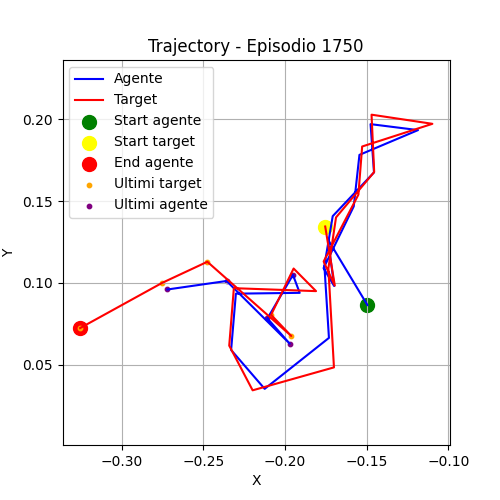 Trajectory - Episodio 1750
Agente
Target
Start agente
Start target
End agente
Ultimi target
Ultimi agente
Y
0.20
0.15
0.10
0.05
−0.30
−0.25
−0.20
−0.15
−0.10
X